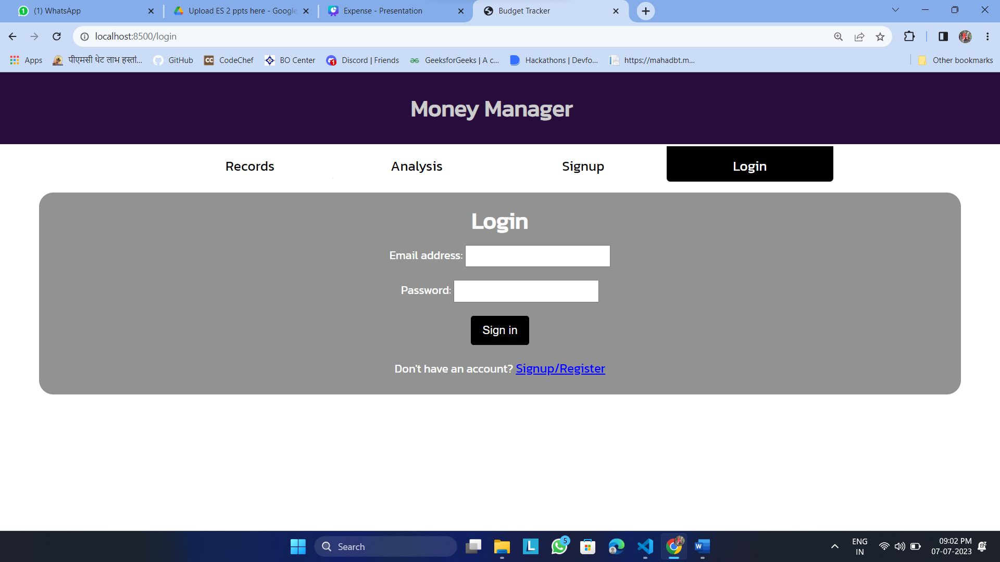 (1) WhatsApp
Upload ES 2 ppts here - Google
Expense - Presentation
Budget Tracker
localhost:8500/login
Apps
पीएमसी थेट लाभ हस्तां...
GitHub
CC
CodeChef
BO Center
Discord | Friends
GeeksforGeeks | A c...
Hackathons | Devfo...
https://mahadbt.m...
Other bookmarks
Money Manager
Records
Analysis
Signup
Login
Login
Email address:
Password:
Sign in
Don't have an account? Signup/Register
Search
5
ENG
IN
09:02 PM
07-07-2023